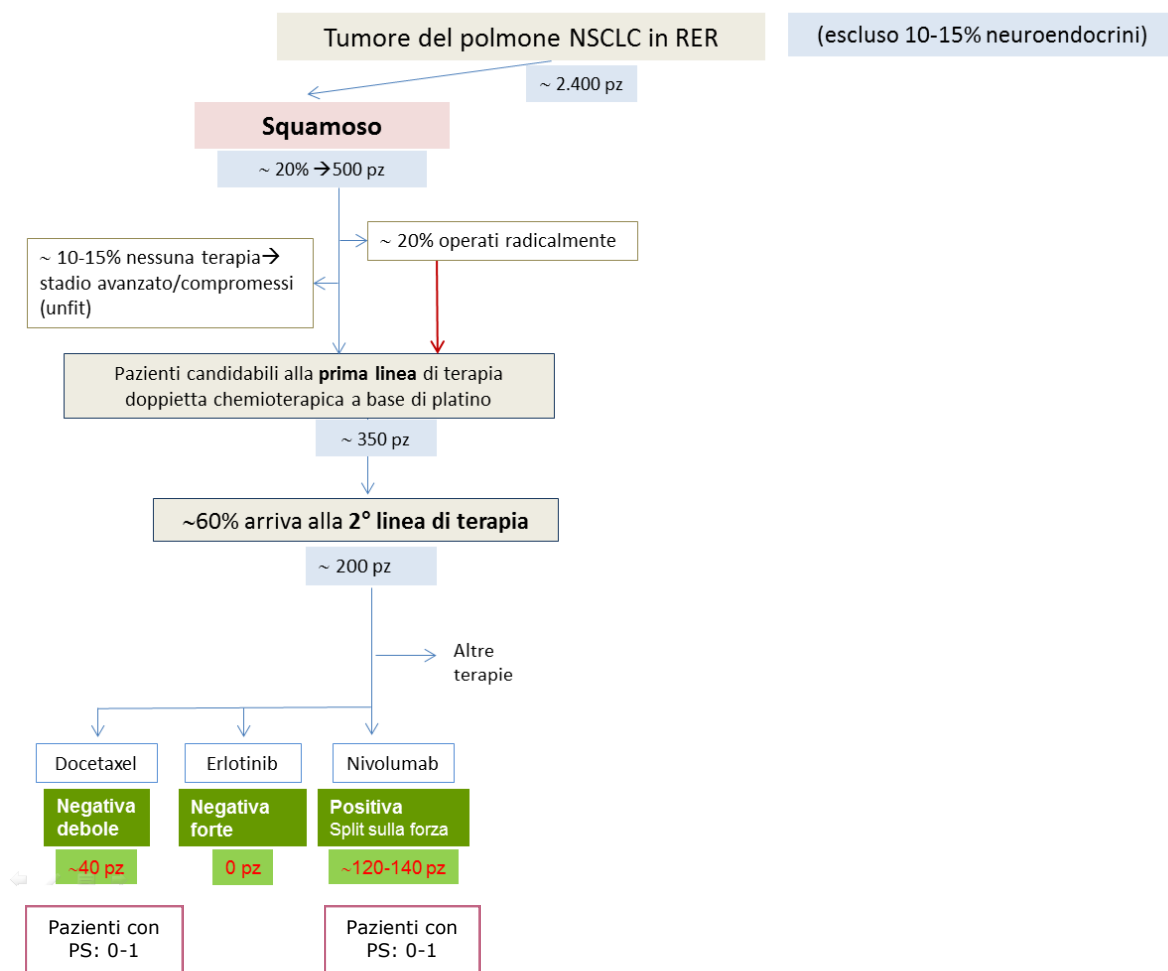 Tumore del polmone NSCLC in RER
(escluso 10-15% neuroendocrini)
~ 2.400 pz
Squamoso
~ 20% →500 pz
~ 20% operati radicalmente
~ 10-15% nessuna terapia→
stadio avanzato/compromessi
(unfit)
Pazienti candidabili alla prima linea di terapia
doppietta chemioterapica a base di platino
~ 350 pz
~60% arriva alla 2° linea di terapia
~ 200 pz
Altre
terapie
Docetaxel
Erlotinib
Nivolumab
Negativa
debole
Negativa
forte
Positiva
Split sulla forza
~40 pz
0 pz
~120-140 pz
Pazienti con
PS: 0-1
Pazienti con
PS: 0-1